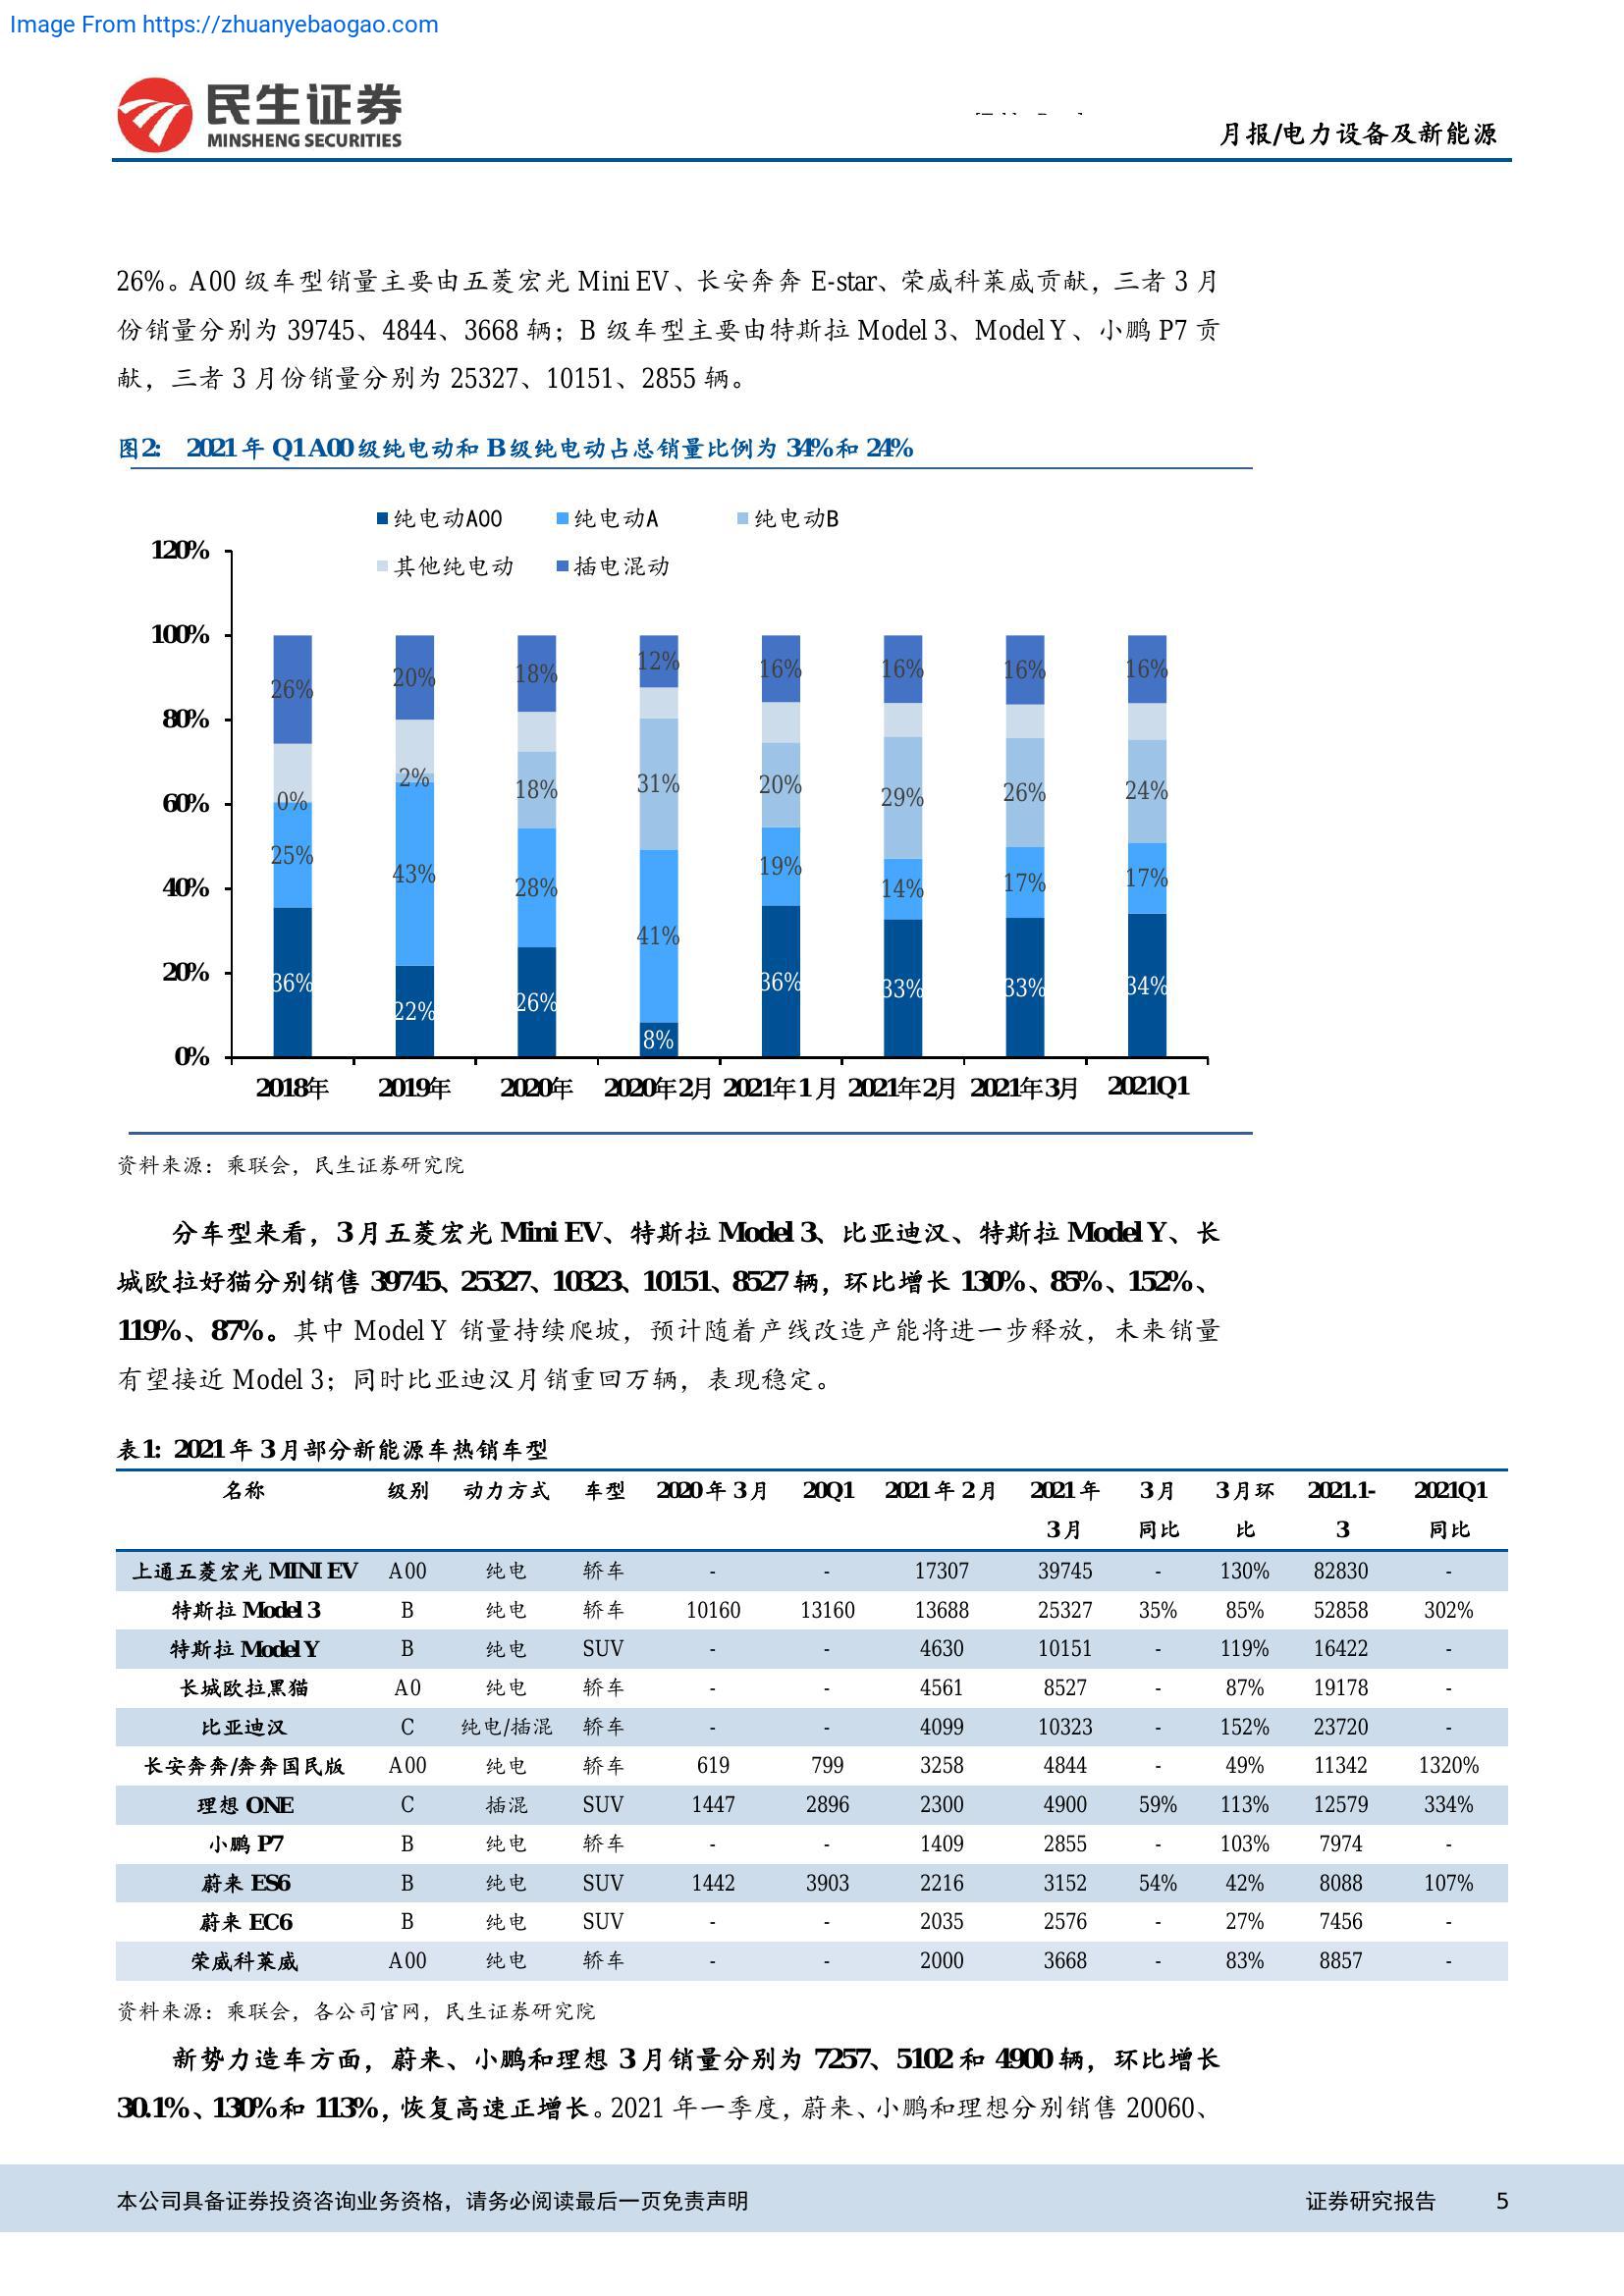 Image From https://zhuanyebaogao.com
民生证券
MINSHENG SECURITIES
月报/电力设备及新能源
26%。A00 级车型销量主要由五菱宏光 Mini EV、长安奔奔 E-star、荣威科莱威贡献，三者 3 月
份销量分别为 39745、4844、3668 辆；B 级车型主要由特斯拉 Model 3、Model Y、小鹏 P7 贡
献，三者 3 月份销量分别为 25327、10151、2855 辆。
图2: 2021 年 Q1 A00 级纯电动和 B 级纯电动占总销量比例为 34%和 24%
纯电动A00 纯电动A 纯电动B
其他纯电动 插电混动
120%
100%
80%
60%
40%
20%
0%
26% 20% 18% 12% 16% 16% 16% 16%
0% 2% 18% 31% 20% 29% 26% 24%
25% 43% 28% 41% 19% 14% 17% 17%
36% 22% 26% 8% 36% 33% 33% 34%
2018年 2019年 2020年 2020年2月 2021年1月 2021年2月 2021年3月 2021Q1
资料来源：乘联会，民生证券研究院
分车型来看，3 月五菱宏光 Mini EV、特斯拉 Model 3、比亚迪汉、特斯拉 Model Y、长
城欧拉好猫分别销售 39745、25327、10323、10151、8527 辆，环比增长 130%、85%、152%、
119%、87%。其中 Model Y 销量持续爬坡，预计随着产线改造产能将进一步释放，未来销量
有望接近 Model 3；同时比亚迪汉月销重回万辆，表现稳定。
表1: 2021 年 3 月部分新能源车热销车型
名称 级别 动力方式 车型 2020 年 3 月 20Q1 2021 年 2 月 2021 年 3 月 3 月环 2021.1- 2021Q1
3 月 同比 比 3 同比
上通五菱宏光 MINI EV A00 纯电 轿车 - - 17307 39745 - 130% 82830 -
特斯拉 Model 3 B 纯电 轿车 10160 13160 13688 25327 35% 85% 52858 302%
特斯拉 Model Y B 纯电 SUV - - 4630 10151 - 119% 16422 -
长城欧拉黑猫 A0 纯电 轿车 - - 4561 8527 - 87% 19178 -
比亚迪汉 C 纯电/插混 轿车 - - 4099 10323 - 152% 23720 -
长安奔奔/奔奔国民版 A00 纯电 轿车 619 799 3258 4844 - 49% 11342 1320%
理想 ONE C 插混 SUV 1447 2896 2300 4900 59% 113% 12579 334%
小鹏 P7 B 纯电 轿车 - - 1409 2855 - 103% 7974 -
蔚来 ES6 B 纯电 SUV 1442 3903 2216 3152 54% 42% 8088 107%
蔚来 EC6 B 纯电 SUV - - 2035 2576 - 27% 7456 -
荣威科莱威 A00 纯电 轿车 - - 2000 3668 - 83% 8857 -
资料来源：乘联会，各公司官网，民生证券研究院
新势力造车方面，蔚来、小鹏和理想 3 月销量分别为 7257、5102 和 4900 辆，环比增长
30.1%、130%和 113%，恢复高速正增长。2021 年一季度，蔚来、小鹏和理想分别销售 20060、
本公司具备证券投资咨询业务资格，请务必阅读最后一页免责声明 证券研究报告 5